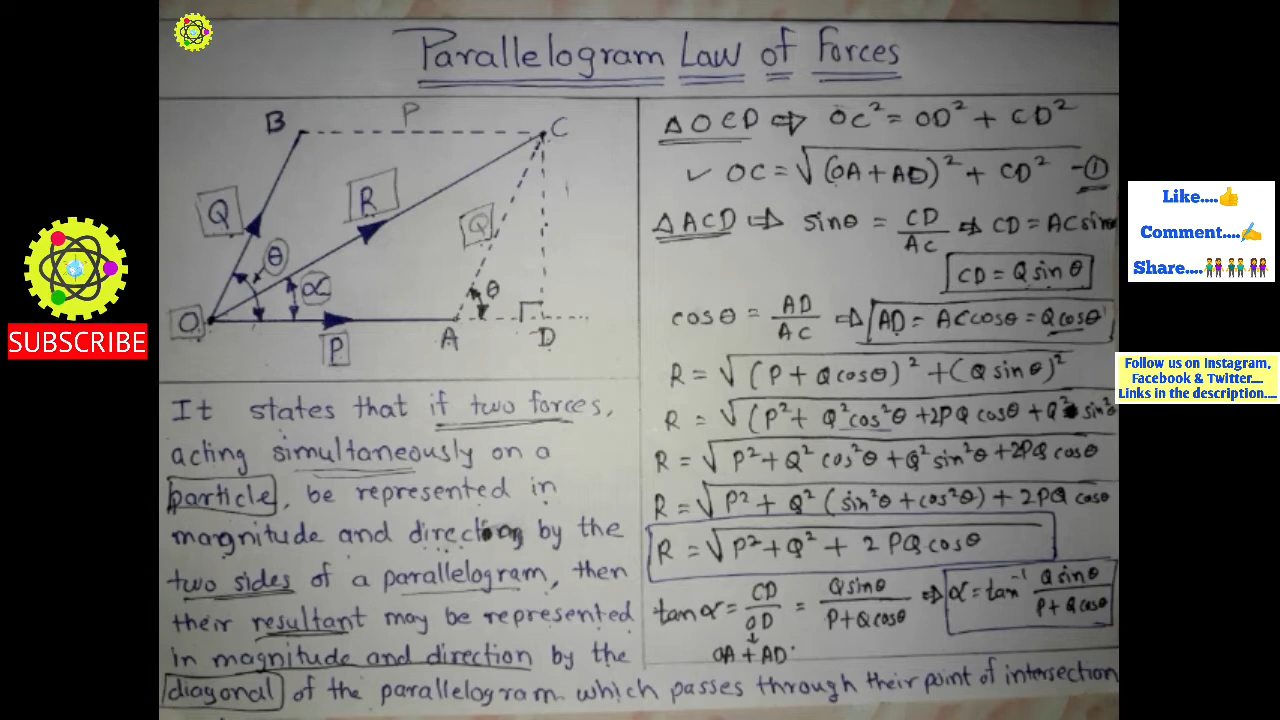 Parallelogram Law of Forces
B
P
C
Q
R
Q
θ
α
θ
O
P
A
D
It states that if two forces,
acting simultaneously on a
particle, be represented in
magnitude and direction by the
two sides of a parallelogram, then
their resultant may be represented
in magnitude and direction by the
diagonal of the parallelogram which passes through their point of intersection
△OCD ⇒ OC² = OD² + CD²
✓ OC = √(OA+AD)² + CD² -①
△ACD ⇒ sinθ = CD/AC ⇒ CD = AC sinθ
CD = Q sinθ
cosθ = AD/AC ⇒ AD = AC cosθ = Q cosθ
R = √(P + Q cosθ)² + (Q sinθ)²
R = √(P² + Q² cos²θ + 2PQ cosθ + Q² sin²θ
R = √P² + Q² cos²θ + Q² sin²θ + 2PQ cosθ
R = √P² + Q² (sin²θ + cos²θ) + 2PQ cosθ
R = √P² + Q² + 2PQ cosθ
tanα = CD/OD = Q sinθ/P+Q cosθ ⇒ α = tan⁻¹ Q sinθ/P+Q cosθ
↓
OA + AD
SUBSCRIBE
Like....👍
Comment....✍
Share....👬👫👬
Follow us on Instagram,
Facebook & Twitter....
Links in the description....